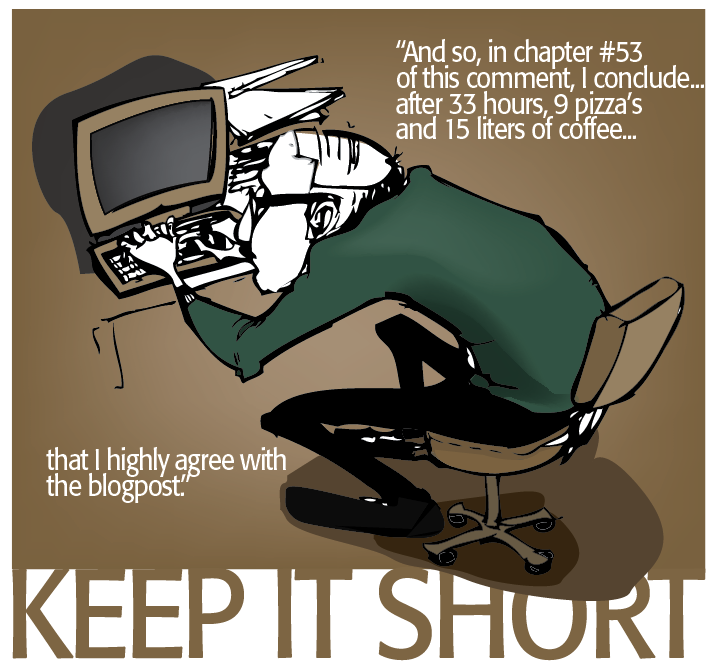 “And so, in chapter #53
of this comment, I conclude...
after 33 hours, 9 pizza's
and 15 liters of coffee...
that I highly agree with
the blogpost.”
KEEP IT SHORT